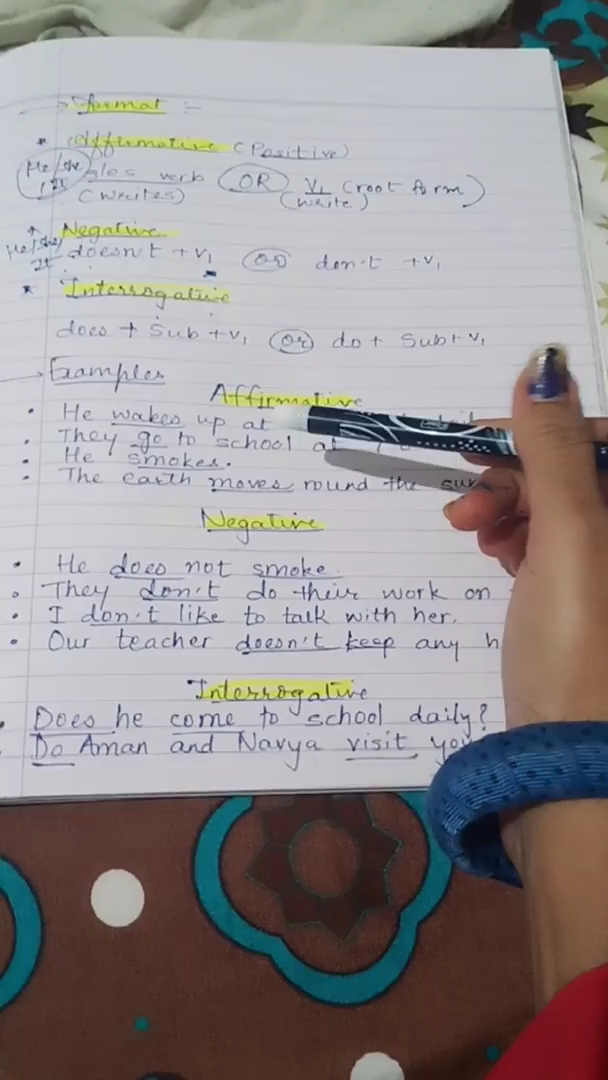 Format :-
* Affirmative (Positive)
He/she/It s/es verb OR V1 (root form)
(writes) (write)
* Negative
He/She/It doesn't + V1 OR don't + V1
* Interrogative
does + Sub + V1 Or do + Sub + V1
Examples
Affirmative
• He wakes up at
• They go to school at
• He smokes.
• The earth moves round the sun
Negative
• He does not smoke.
• They don't do their work on
• I don't like to talk with her.
• Our teacher doesn't keep any
Interrogative
• Does he come to school daily?
Do Aman and Navya visit